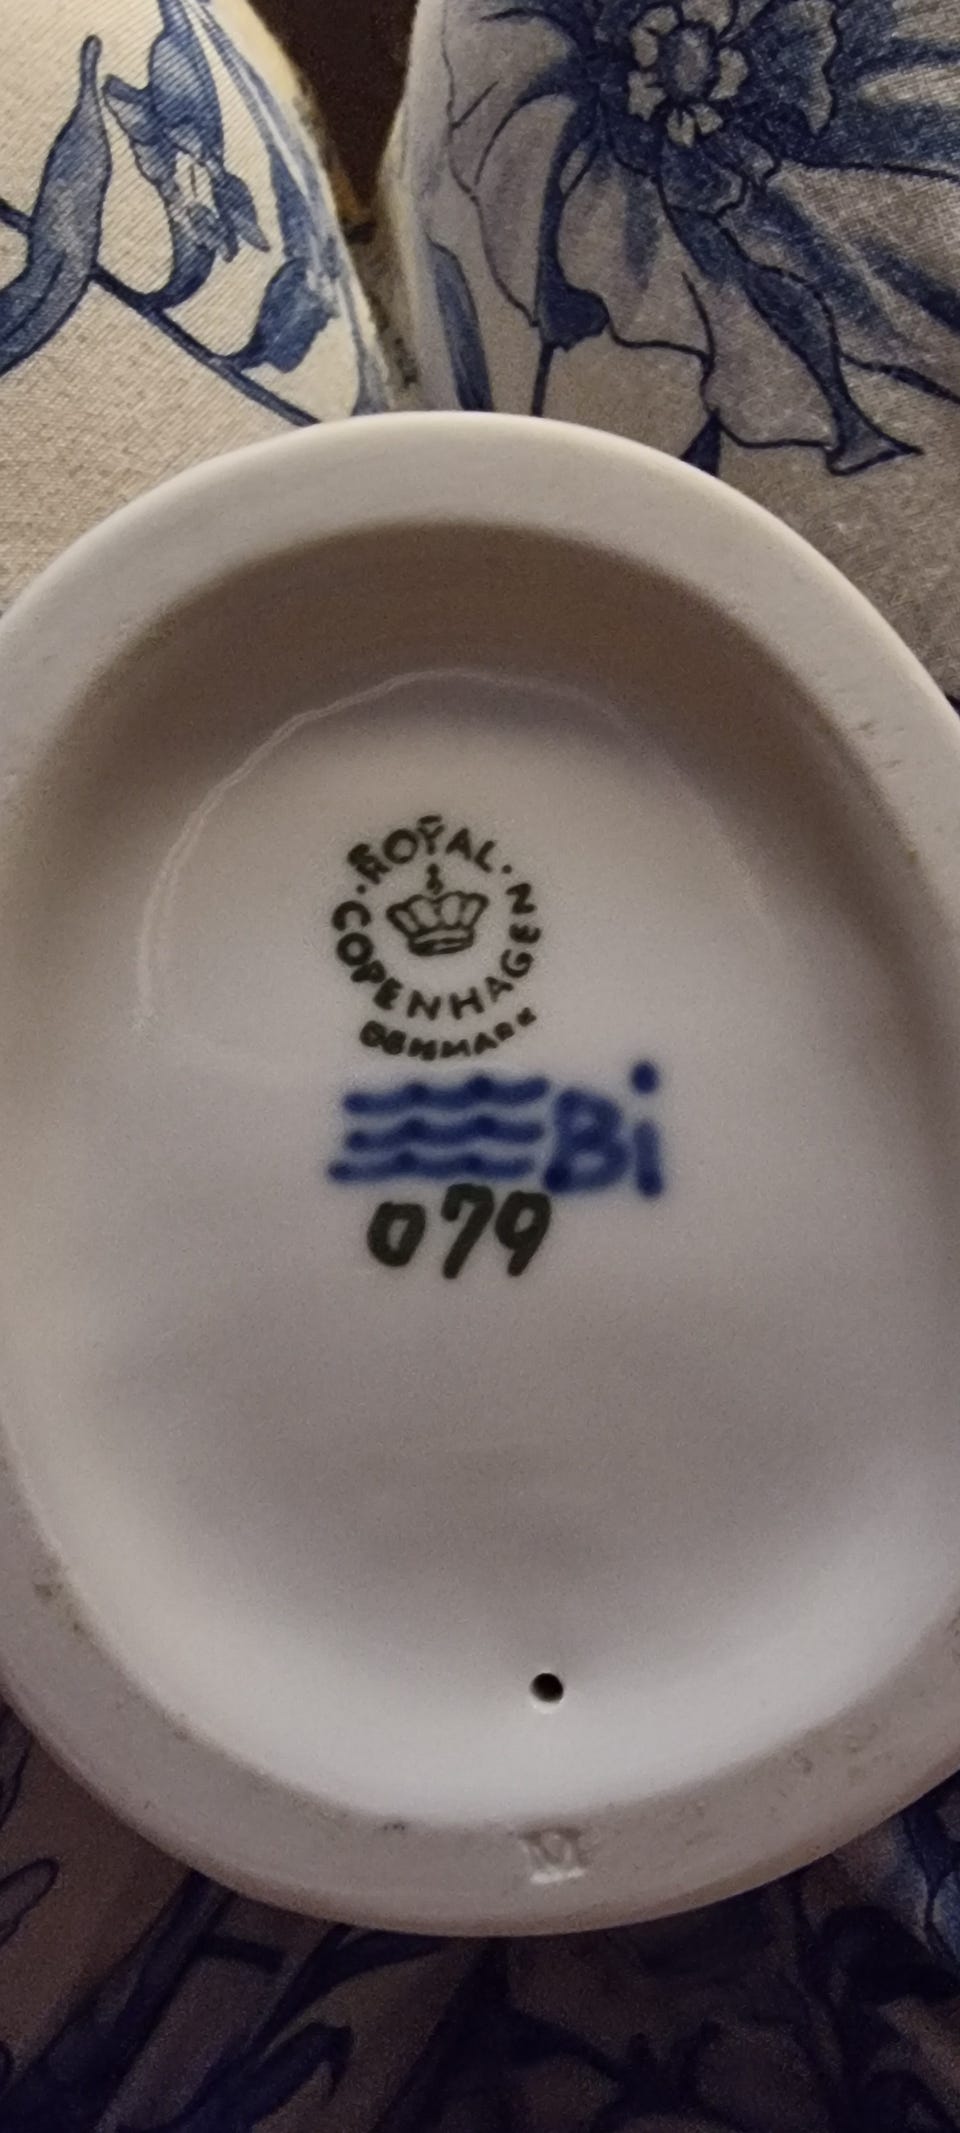 ROYAL
COPENHAGEN
DENMARK
Bi
079
M